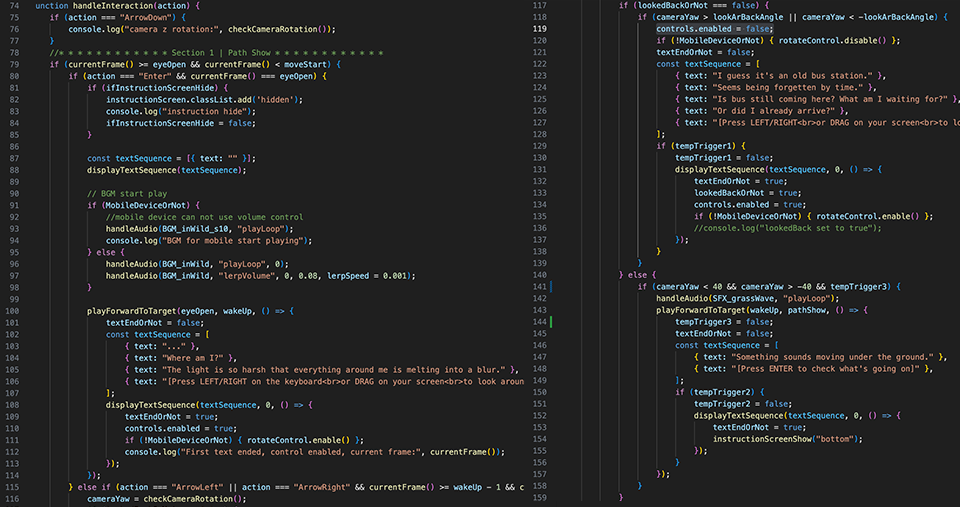 74 unction handleInteraction(action) {
75 if (action === "ArrowDown") {
76 console.log("camera z rotation:", checkCameraRotation());
77 }
78 //* * * * * * * * * * * * Section 1 | Path Show * * * * * * * * * * * *
79 if (currentFrame() >= eyeOpen && currentFrame() < moveStart) {
80 if (action === "Enter" && currentFrame() === eyeOpen) {
81 if (ifInstructionScreenHide) {
82 instructionScreen.classList.add('hidden');
83 console.log("instruction hide");
84 ifInstructionScreenHide = false;
85 }
86
87 const textSequence = [{ text: "" }];
88 displayTextSequence(textSequence);
89
90 // BGM start play
91 if (MobileDeviceOrNot) {
92 //mobile device can not use volume control
93 handleAudio(BGM_inWild_s10, "playLoop");
94 console.log("BGM for mobile start playing");
95 } else {
96 handleAudio(BGM_inWild, "playLoop", 0);
97 handleAudio(BGM_inWild, "lerpVolume", 0, 0.08, lerpSpeed = 0.001);
98 }
99
100 playForwardToTarget(eyeOpen, wakeUp, () => {
101 textEndOrNot = false;
102 const textSequence = [
103 { text: "..." },
104 { text: "Where am I?" },
105 { text: "The light is so harsh that everything around me is melting into a blur." },
106 { text: "[Press LEFT/RIGHT on the keyboard<br>or DRAG on your screen<br>to look aroun
107 ];
108 displayTextSequence(textSequence, 0, () => {
109 textEndOrNot = true;
110 controls.enabled = true;
111 if (!MobileDeviceOrNot) { rotateControl.enable() };
112 console.log("First text ended, control enabled, current frame:", currentFrame());
113 });
114 });
115 } else if (action === "ArrowLeft" || action === "ArrowRight" && currentFrame() >= wakeUp - 1 && c
116 cameraYaw = checkCameraRotation();
117 if (lookedBackOrNot === false) {
118 if (cameraYaw > lookArBackAngle || cameraYaw < -lookArBackAngle) {
119 controls.enabled = false;
120 if (!MobileDeviceOrNot) { rotateControl.disable() };
121 textEndOrNot = false;
122 const textSequence = [
123 { text: "I guess it's an old bus station." },
124 { text: "Seems being forgetten by time." },
125 { text: "Is bus still coming here? What am I waiting for?" },
126 { text: "Or did I already arrive?" },
127 { text: "[Press LEFT/RIGHT<br>or DRAG on your screen<br>to lo
128 ];
129 if (tempTrigger1) {
130 tempTrigger1 = false;
131 displayTextSequence(textSequence, 0, () => {
132 textEndOrNot = true;
133 lookedBackOrNot = true;
134 controls.enabled = true;
135 if (!MobileDeviceOrNot) { rotateControl.enable() };
136 //console.log("lookedBack set to true");
137 });
138 }
139 }
140 } else {
141 if (cameraYaw < 40 && cameraYaw > -40 && tempTrigger3) {
142 handleAudio(SFX_grassWave, "playLoop");
143 playForwardToTarget(wakeUp, pathShow, () => {
144 tempTrigger3 = false;
145 textEndOrNot = false;
146 const textSequence = [
147 { text: "Something sounds moving under the ground." },
148 { text: "[Press ENTER to check what's going on]" },
149 ];
150 if (tempTrigger2) {
151 tempTrigger2 = false;
152 displayTextSequence(textSequence, 0, () => {
153 textEndOrNot = true;
154 instructionScreenShow("bottom");
155 });
156 }
157 });
158 }
159 }